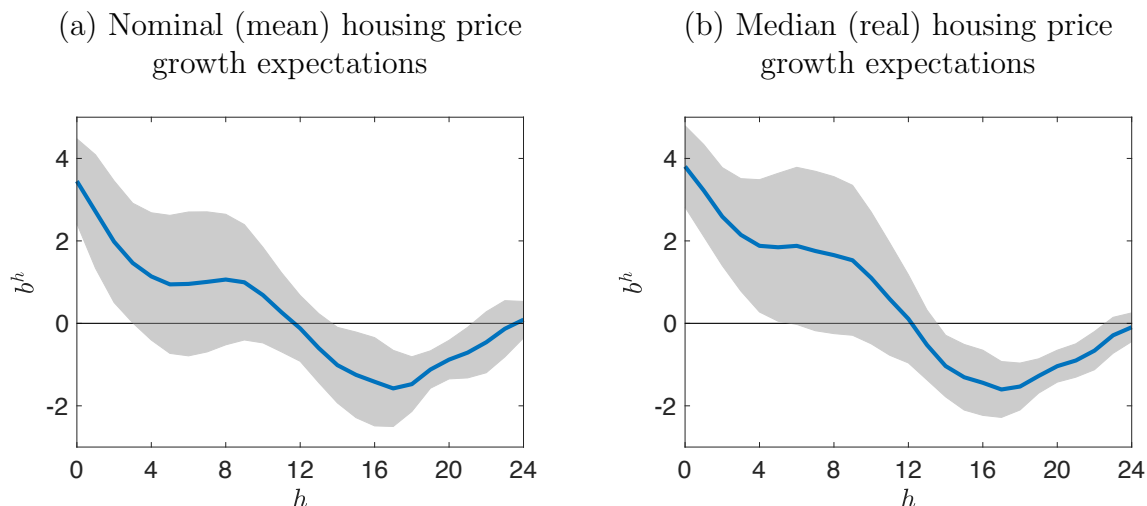 (a) Nominal (mean) housing price
growth expectations
4
2
0
-2
0 4 8 12 16 20 24
b^h
h
(b) Median (real) housing price
growth expectations
4
2
0
-2
0 4 8 12 16 20 24
b^h
h